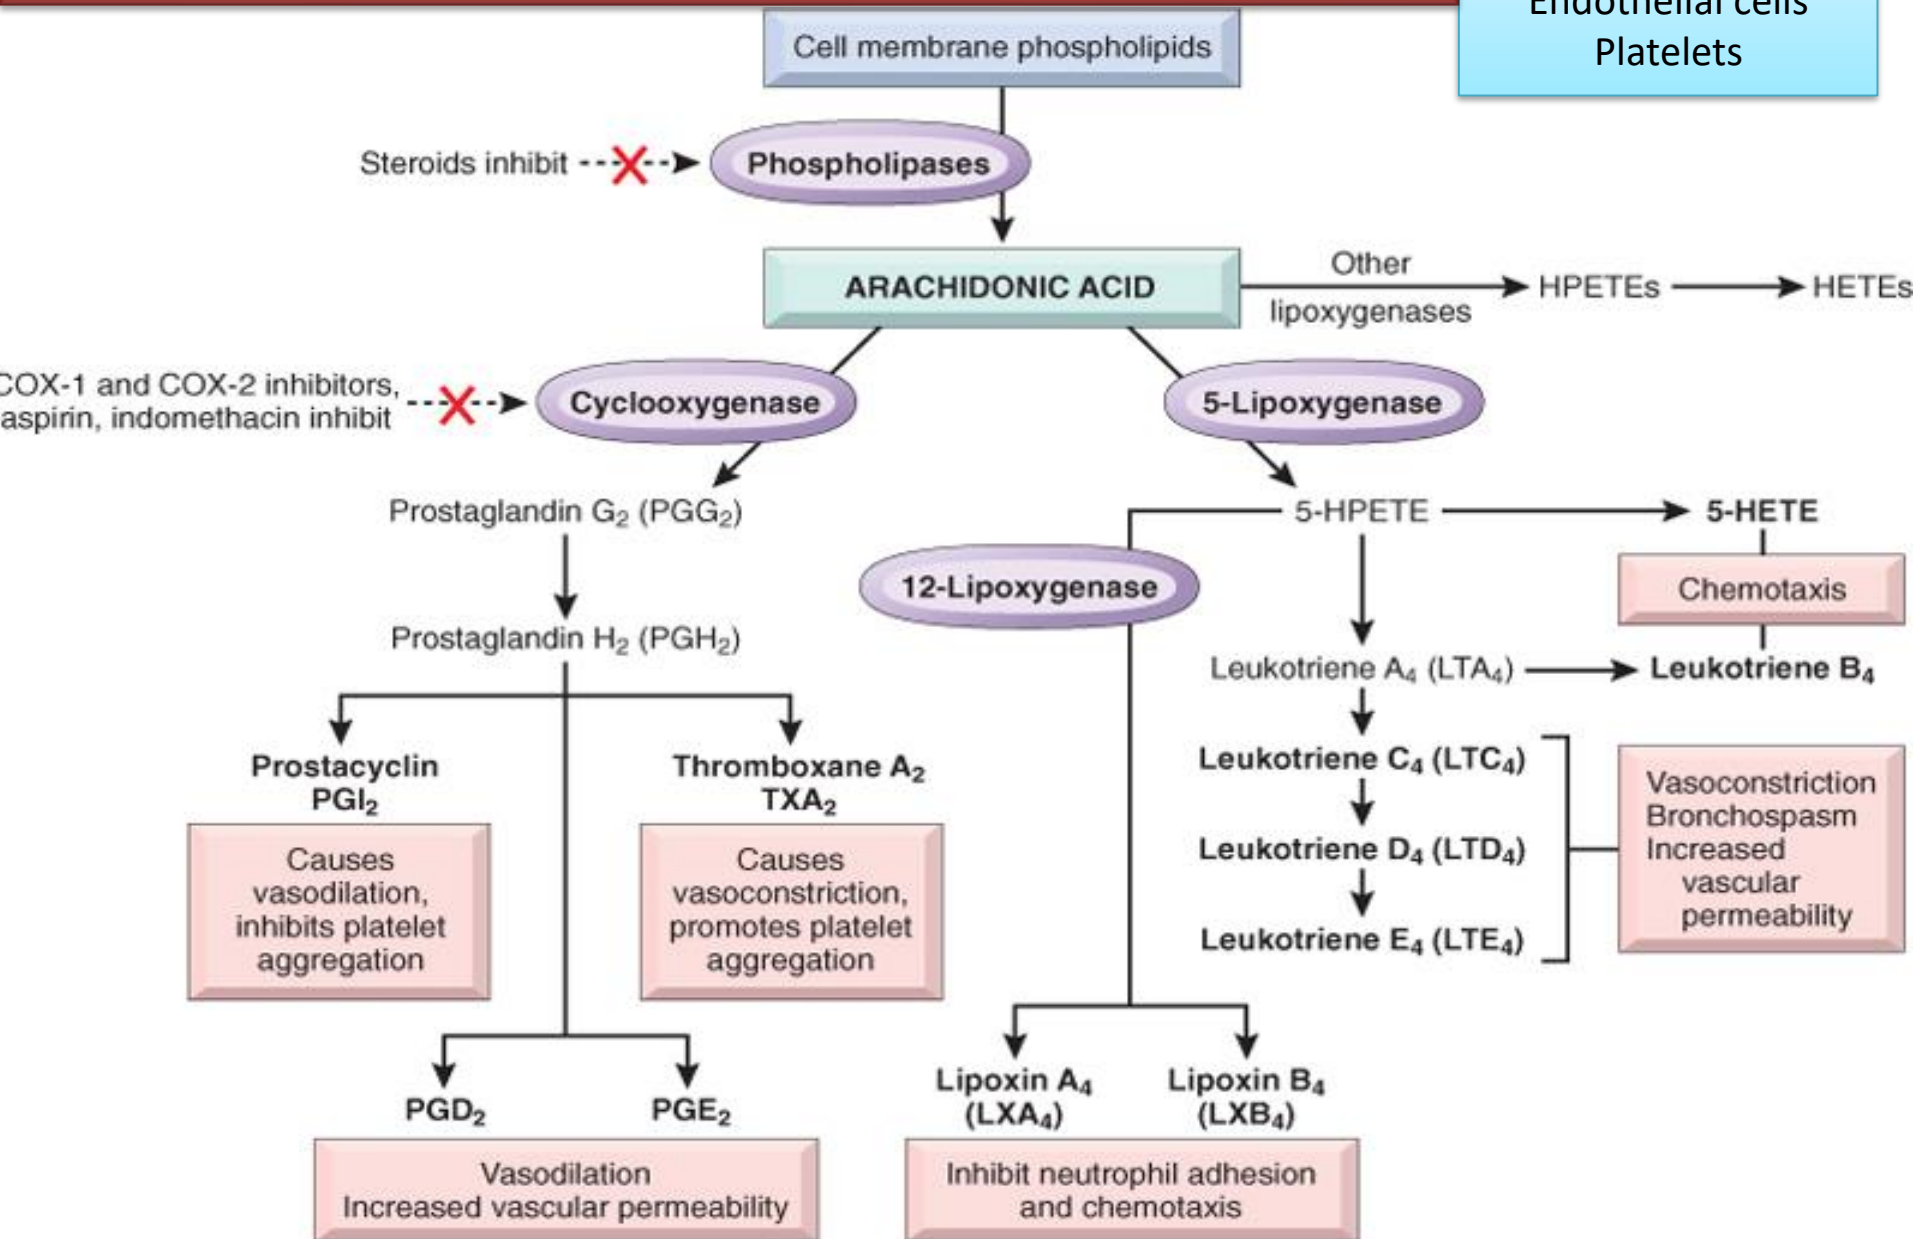 Endothelial cells
Platelets
Cell membrane phospholipids
Steroids inhibit
Phospholipases
ARACHIDONIC ACID
Other
lipoxygenases
HPETEs
HETEs
COX-1 and COX-2 inhibitors,
aspirin, indomethacin inhibit
Cyclooxygenase
5-Lipoxygenase
Prostaglandin G₂ (PGG₂)
5-HPETE
5-HETE
12-Lipoxygenase
Chemotaxis
Prostaglandin H₂ (PGH₂)
Leukotriene A₄ (LTA₄)
Leukotriene B₄
Prostacyclin
PGI₂
Thromboxane A₂
TXA₂
Leukotriene C₄ (LTC₄)
Leukotriene D₄ (LTD₄)
Leukotriene E₄ (LTE₄)
Vasoconstriction
Bronchospasm
Increased
vascular
permeability
Causes
vasodilation,
inhibits platelet
aggregation
Causes
vasoconstriction,
promotes platelet
aggregation
PGD₂
PGE₂
Lipoxin A₄
(LXA₄)
Lipoxin B₄
(LXB₄)
Vasodilation
Increased vascular permeability
Inhibit neutrophil adhesion
and chemotaxis